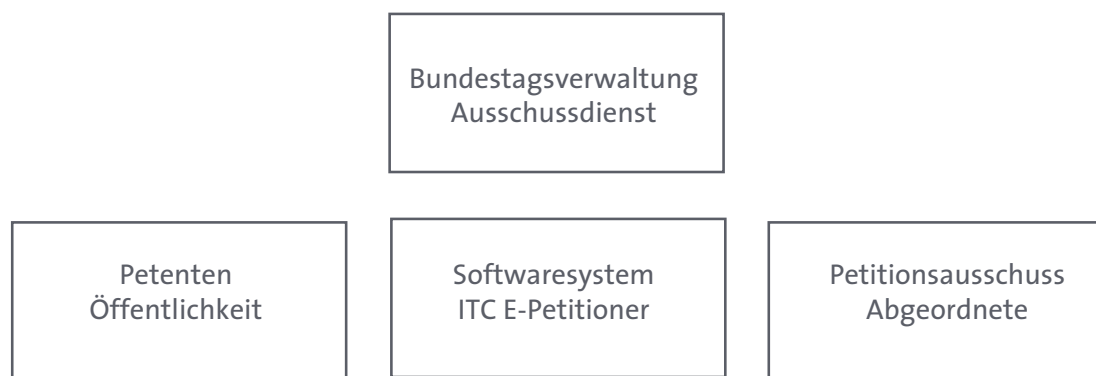 Bundestagsverwaltung
Ausschussdienst
Petenten
Öffentlichkeit
Softwaresystem
ITC E-Petitioner
Petitionsausschuss
Abgeordnete